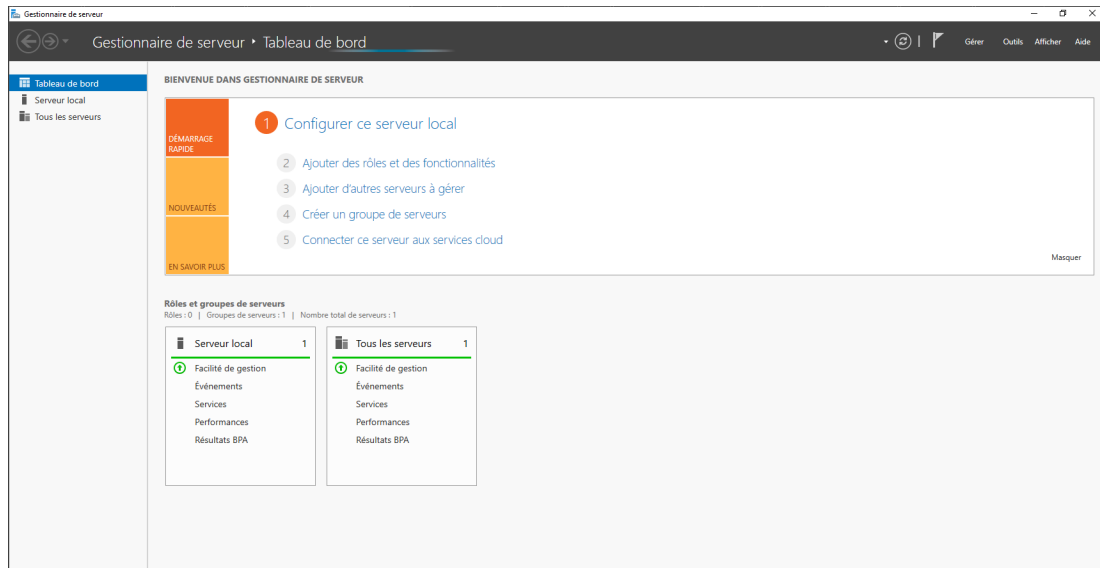 Gestionnaire de serveur
Gestionnaire de serveur ‣ Tableau de bord
Gérer Outils Afficher Aide
Tableau de bord
Serveur local
Tous les serveurs
BIENVENUE DANS GESTIONNAIRE DE SERVEUR
DÉMARRAGE
RAPIDE
NOUVEAUTÉS
EN SAVOIR PLUS
1 Configurer ce serveur local
2 Ajouter des rôles et des fonctionnalités
3 Ajouter d'autres serveurs à gérer
4 Créer un groupe de serveurs
5 Connecter ce serveur aux services cloud
Masquer
Rôles et groupes de serveurs
Rôles : 0 | Groupes de serveurs : 1 | Nombre total de serveurs : 1
Serveur local 1
Facilité de gestion
Événements
Services
Performances
Résultats BPA
Tous les serveurs 1
Facilité de gestion
Événements
Services
Performances
Résultats BPA